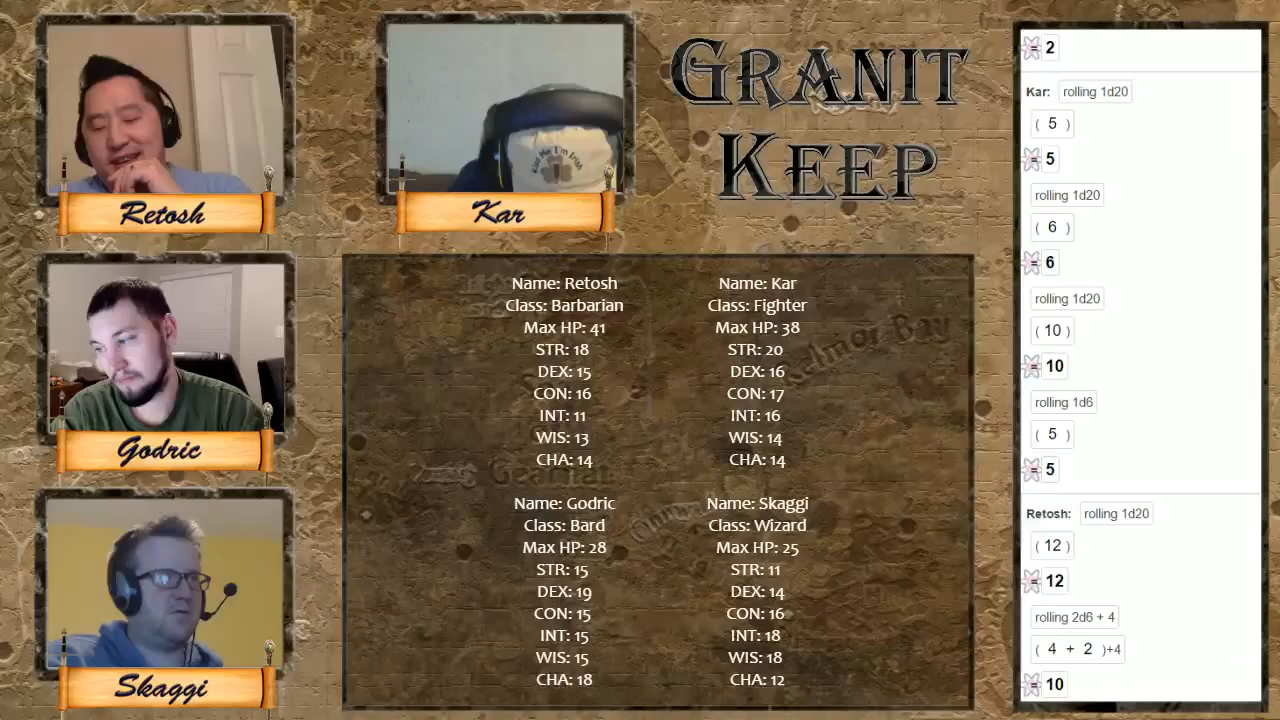 GRANIT
KEEP
Retosh
Kar
Godric
Skaggi
Name: Retosh
Class: Barbarian
Max HP: 41
STR: 18
DEX: 15
CON: 16
INT: 11
WIS: 13
CHA: 14
Name: Kar
Class: Fighter
Max HP: 38
STR: 20
DEX: 16
CON: 17
INT: 16
WIS: 14
CHA: 14
Name: Godric
Class: Bard
Max HP: 28
STR: 15
DEX: 19
CON: 15
INT: 15
WIS: 15
CHA: 18
Name: Skaggi
Class: Wizard
Max HP: 25
STR: 11
DEX: 14
CON: 16
INT: 18
WIS: 18
CHA: 12
= 2
Kar: rolling 1d20
( 5 )
= 5
rolling 1d20
( 6 )
= 6
rolling 1d20
( 10 )
= 10
rolling 1d6
( 5 )
= 5
Retosh: rolling 1d20
( 12 )
= 12
rolling 2d6 + 4
( 4 + 2 )+4
= 10